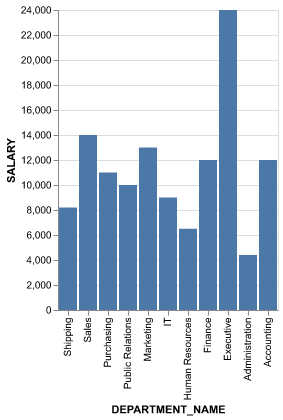 24,000
22,000
20,000
18,000
16,000
14,000
12,000
10,000
8,000
6,000
4,000
2,000
0
SALARY
Shipping
Sales
Purchasing
Public Relations
Marketing
IT
Human Resources
Finance
Executive
Administration
Accounting
DEPARTMENT_NAME